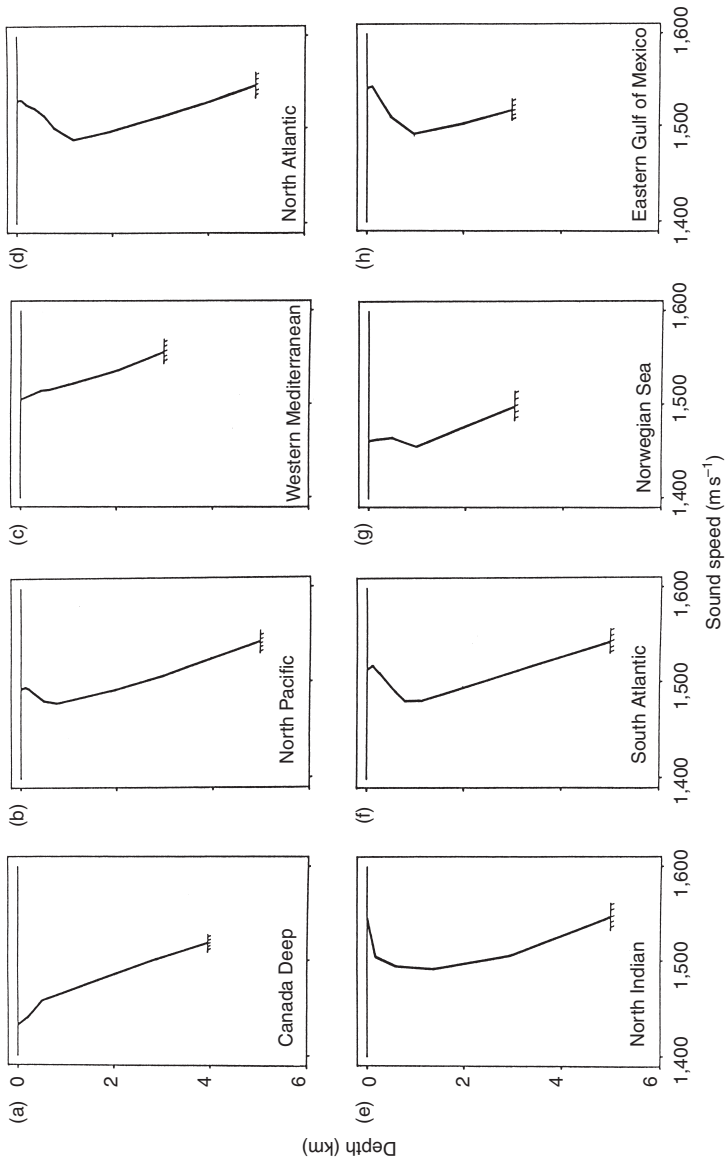 (a)
0
2
4
6
Canada Deep
(b)
North Pacific
(c)
Western Mediterranean
(d)
North Atlantic
Depth (km)
(e)
0
2
4
6
North Indian
1,400 1,500 1,600
(f)
South Atlantic
1,400 1,500 1,600
(g)
Norwegian Sea
1,400 1,500 1,600
(h)
Eastern Gulf of Mexico
1,400 1,500 1,600
Sound speed (m s⁻¹)